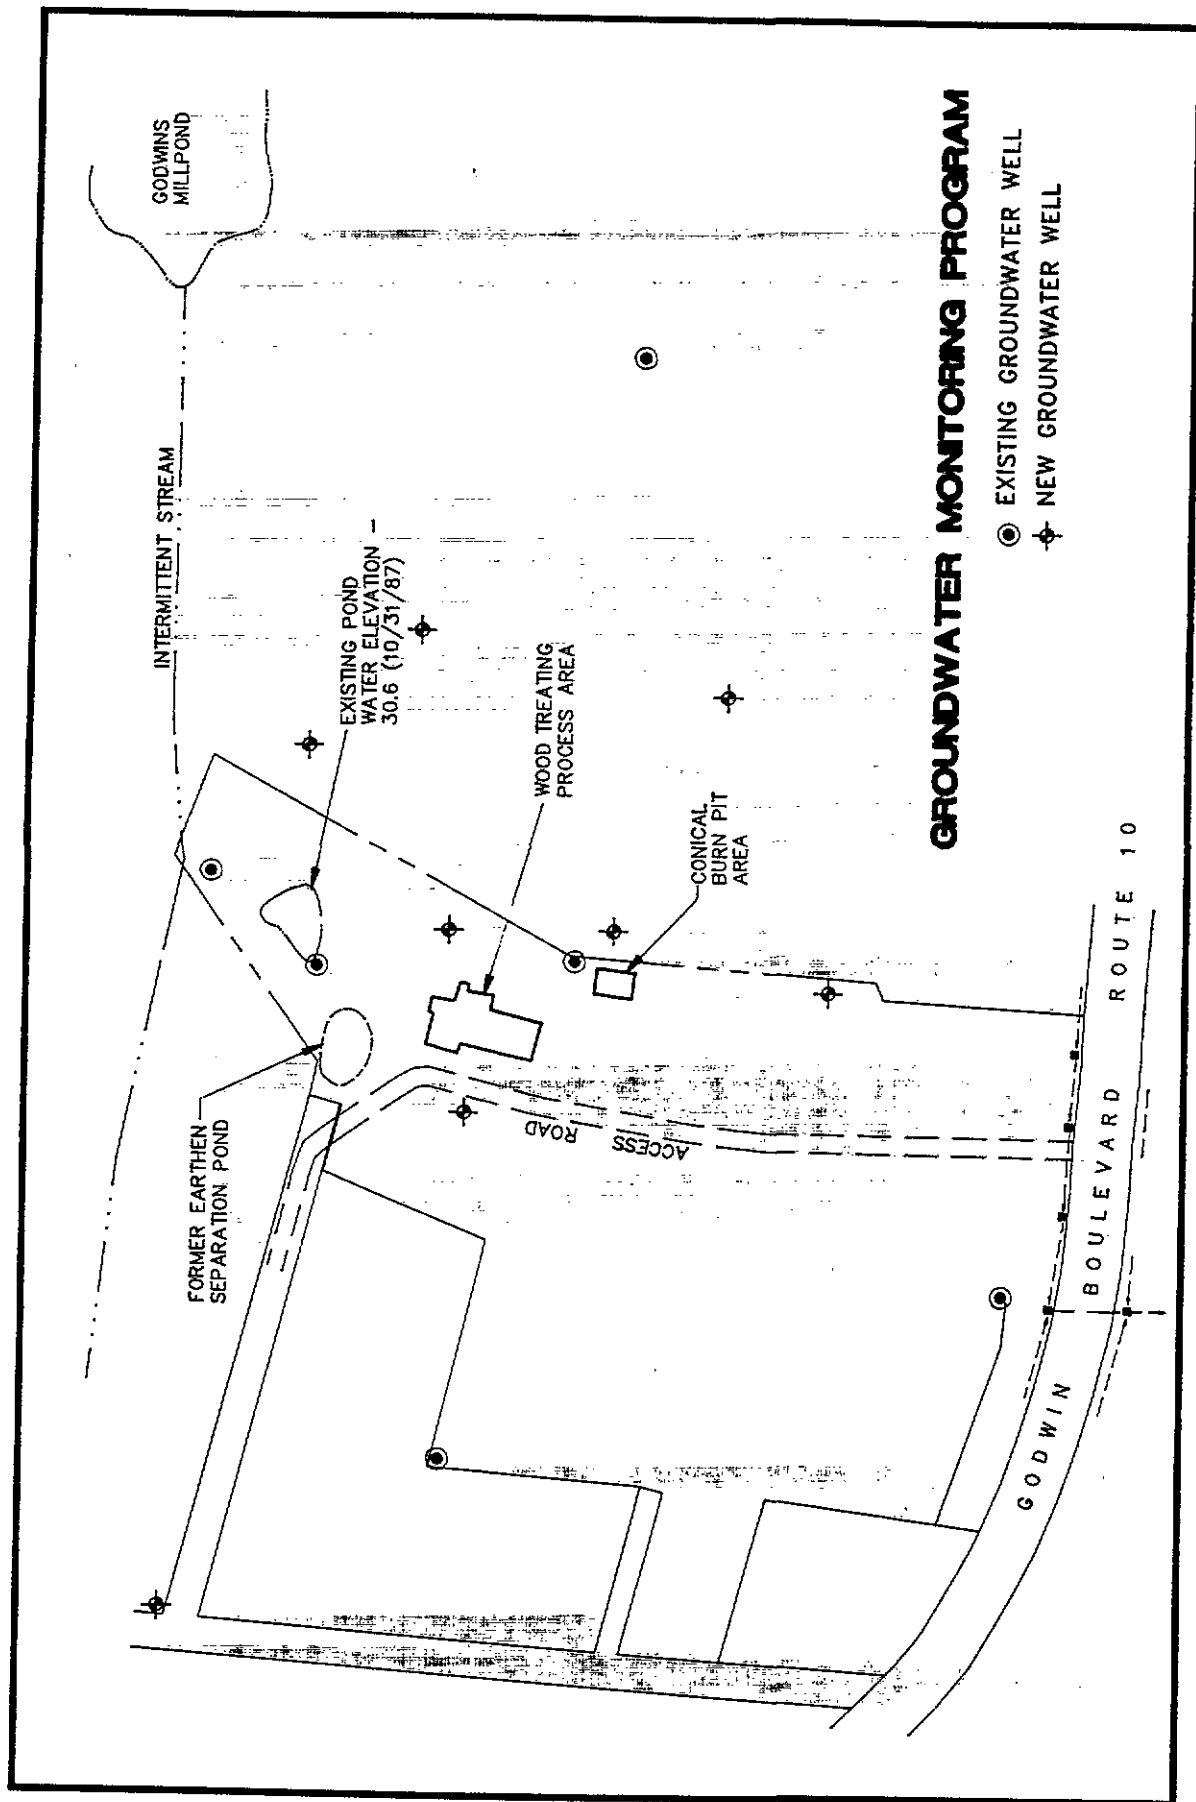 GODWINS
MILLPOND
INTERMITTENT STREAM
EXISTING POND
WATER ELEVATION –
30.6 (10/31/87)
WOOD TREATING
PROCESS AREA
CONICAL
BURN PIT
AREA
FORMER EARTHEN
SEPARATION POND
ACCESS ROAD
GODWIN BOULEVARD ROUTE 10
GROUNDWATER MONITORING PROGRAM
EXISTING GROUNDWATER WELL
NEW GROUNDWATER WELL